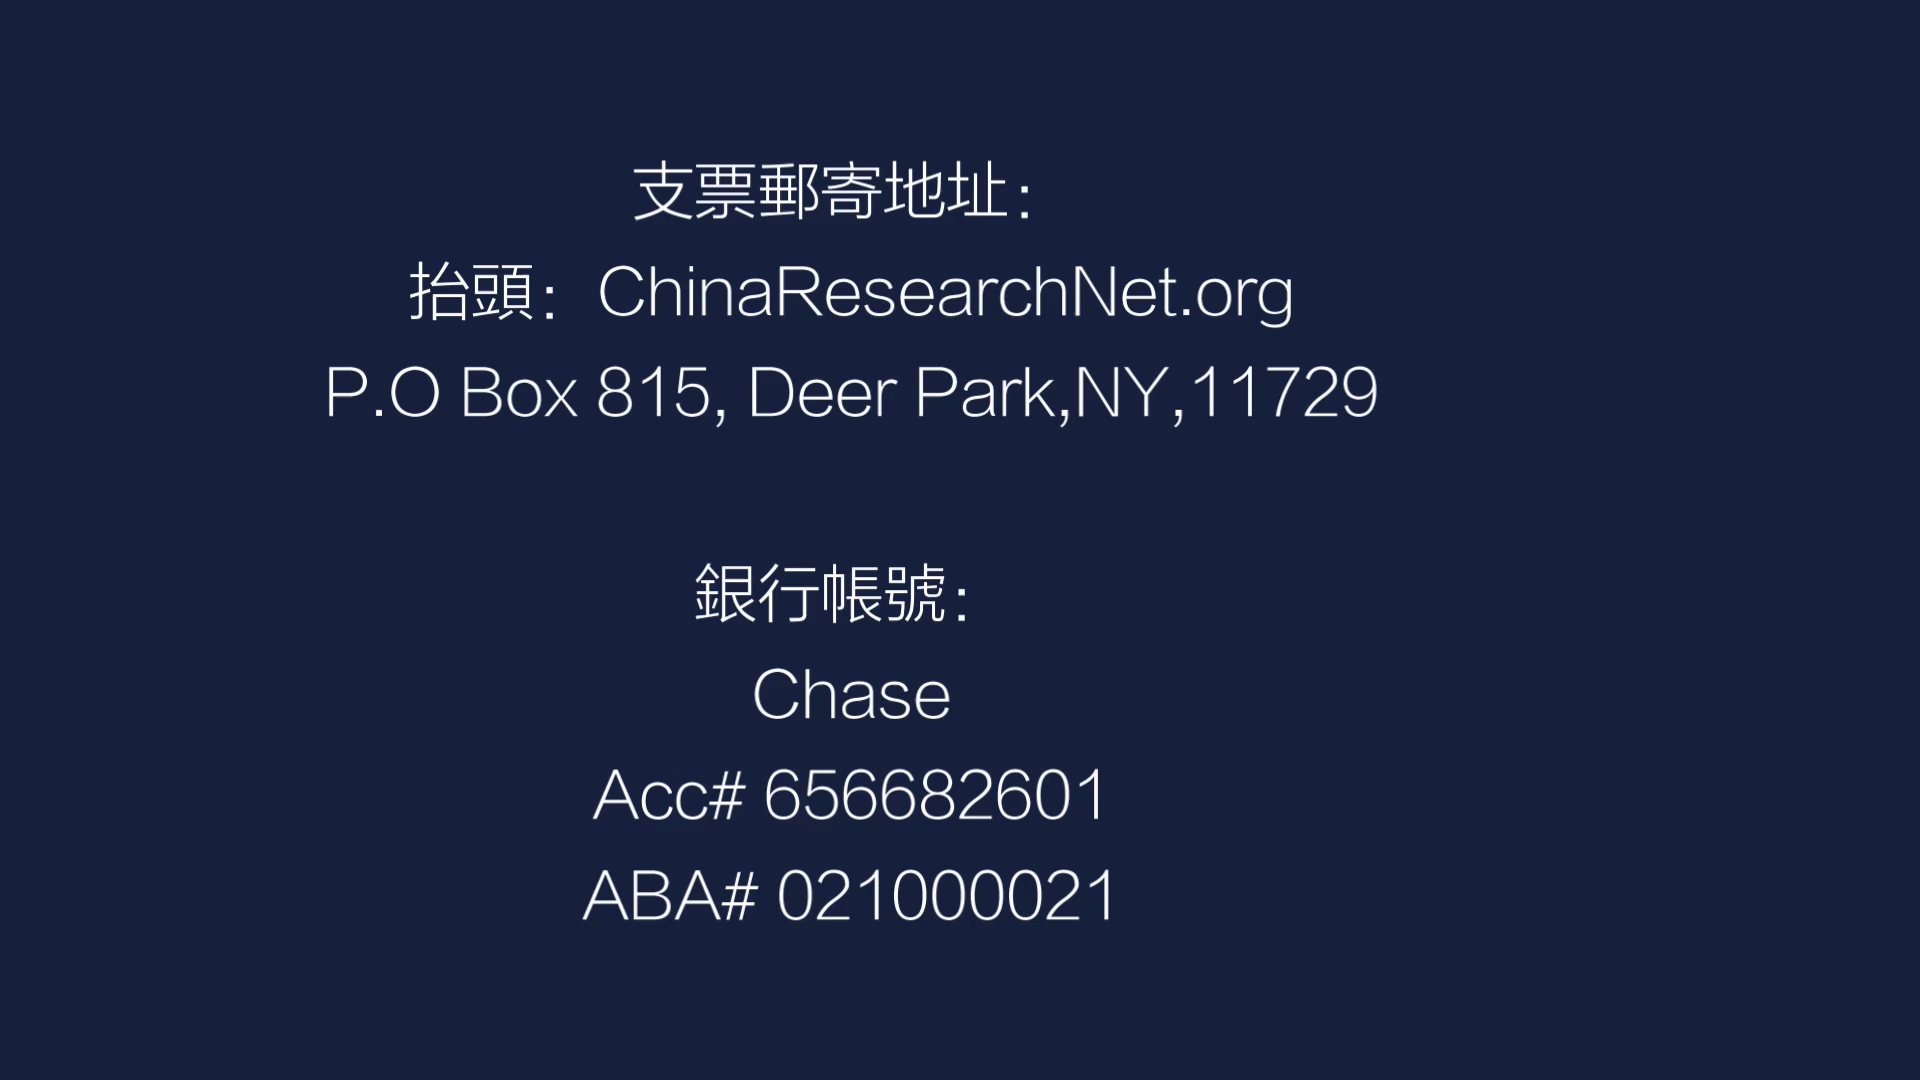 支票郵寄地址：
抬頭：ChinaResearchNet.org
P.O Box 815, Deer Park,NY,11729
銀行帳號：
Chase
Acc# 656682601
ABA# 021000021